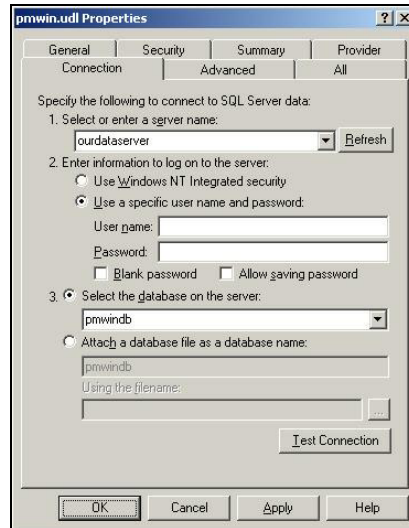 pmwin.udl Properties
General Security Summary Provider
Connection Advanced All
Specify the following to connect to SQL Server data:
1. Select or enter a server name:
ourdataserver Refresh
2. Enter information to log on to the server:
Use Windows NT Integrated security
Use a specific user name and password:
User name:
Password:
Blank password Allow saving password
3. Select the database on the server:
pmwindb
Attach a database file as a database name:
pmwindb
Using the filename:
...
Test Connection
OK Cancel Apply Help